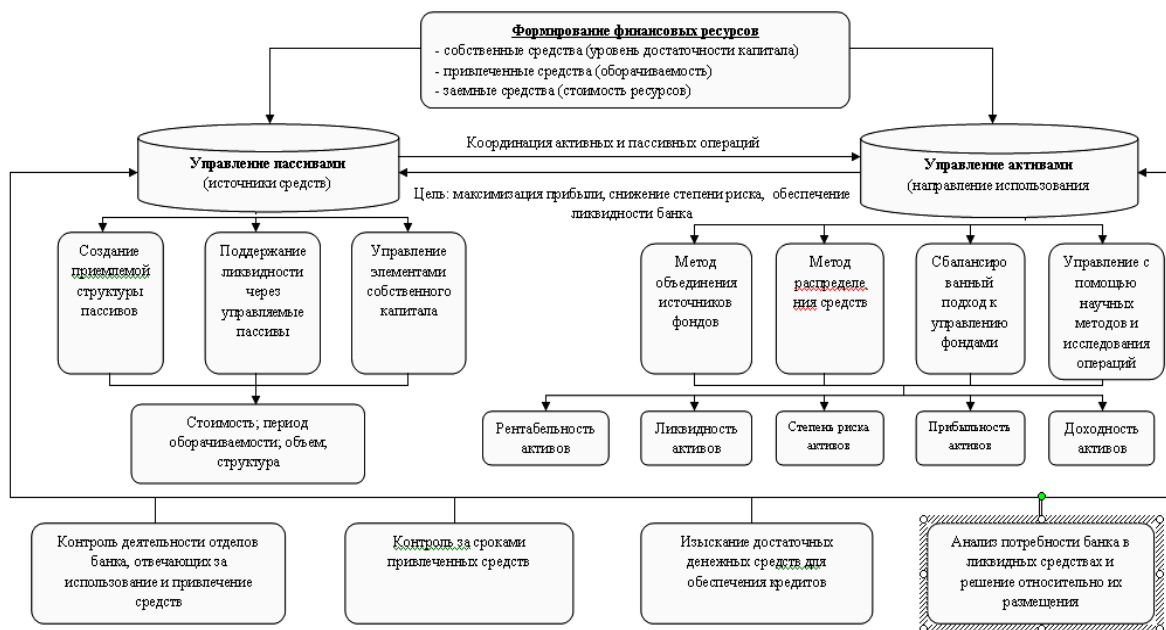 Формирование финансовых ресурсов
- собственные средства (уровень достаточности капитала)
- привлеченные средства (оборачиваемость)
- заемные средства (стоимость ресурсов)
Координация активных и пассивных операций
Управление пассивами
(источники средств)
Управление активами
(направление использования
Цель: максимизация прибыли, снижение степени риска, обеспечение
ликвидности банка
Создание
приемлемой
структуры
пассивов
Поддержание
ликвидности
через
управляемые
пассивы
Управление
элементами
собственного
капитала
Метод
объединения
источников
фондов
Метод
распределе
ния средств
Сбалансиро
ванный
подход к
управлению
фондами
Управление с
помощью
научных
методов и
исследования
операций
Стоимость; период
оборачиваемости; объем;
структура
Рентабельность
активов
Ликвидность
активов
Степень риска
активов
Прибыльность
активов
Доходность
активов
Контроль деятельности отделов
банка, отвечающих за
использование и привлечение
средств
Контроль за сроками
привлеченных средств
Изыскание достаточных
денежных средств для
обеспечения кредитов
Анализ потребности банка в
ликвидных средствах и
решение относительно их
размещения